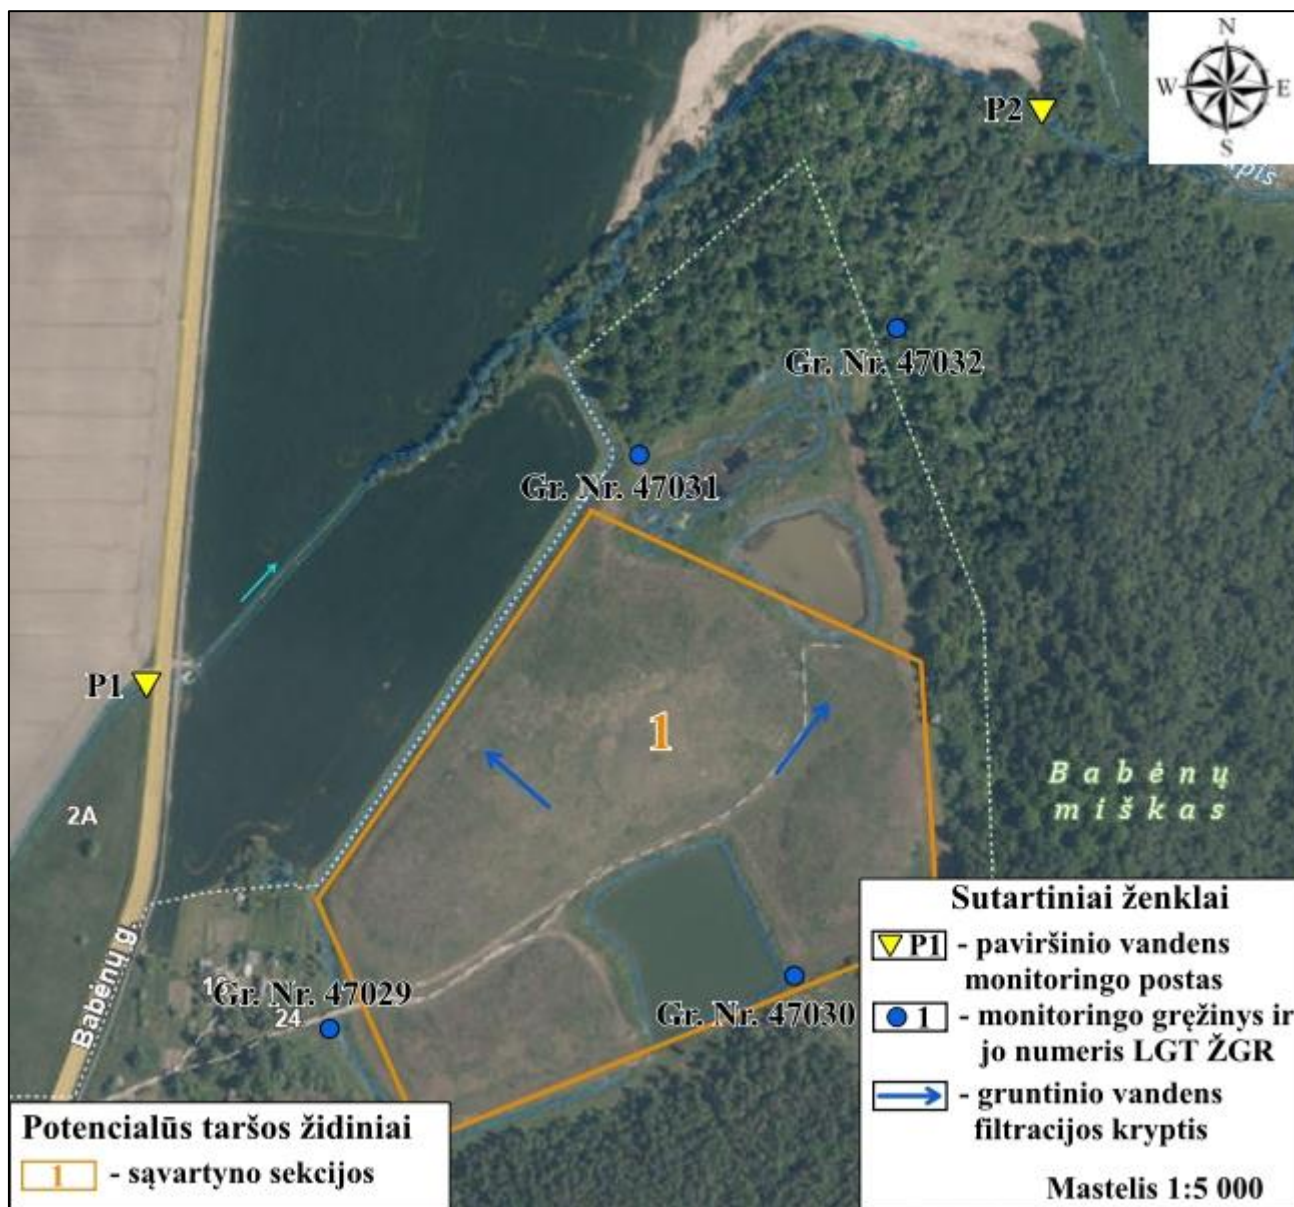 N
W
E
S
P2
Gr. Nr. 47032
Gr. Nr. 47031
P1
1
2A
Babėnų
miškas
Babėnų g.
Gr. Nr. 47029
24
Gr. Nr. 47030
Sutartiniai ženklai
P1 - paviršinio vandens
monitoringo postas
1 - monitoringo gręžinys ir
jo numeris LGT ŽGR
- gruntinio vandens
filtracijos kryptis
Mastelis 1:5 000
Potencialūs taršos židiniai
1 - sąvartyno sekcijos